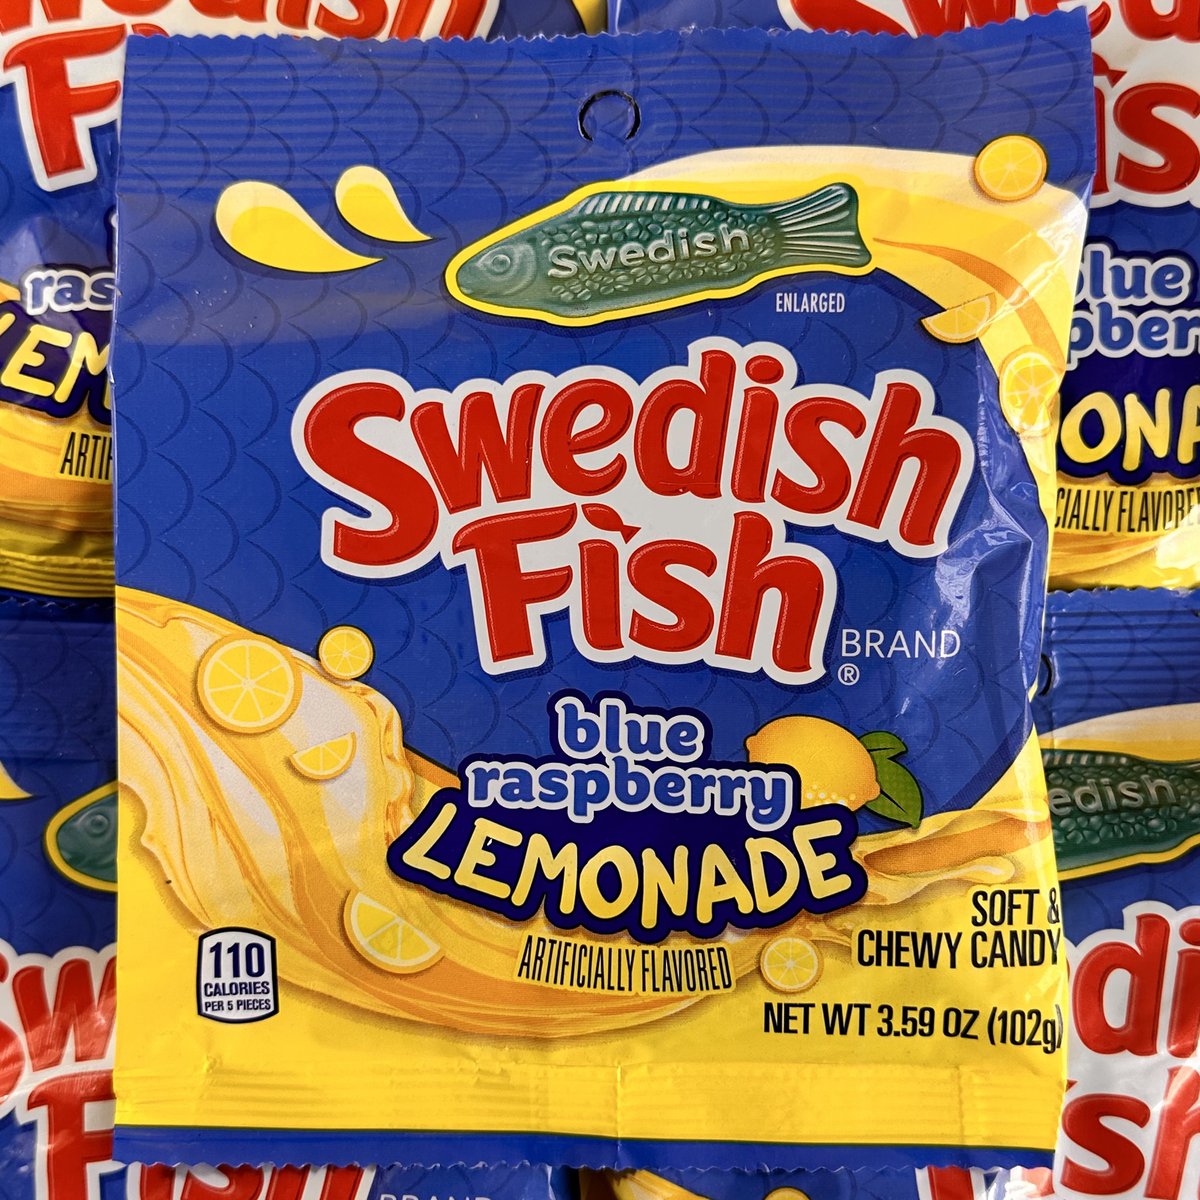 Swedish
ENLARGED
Swedish
Fish
BRAND
®
blue
raspberry
LEMONADE
ARTIFICIALLY FLAVORED
110
CALORIES
PER 5 PIECES
SOFT &
CHEWY CANDY
NET WT 3.59 OZ (102g)